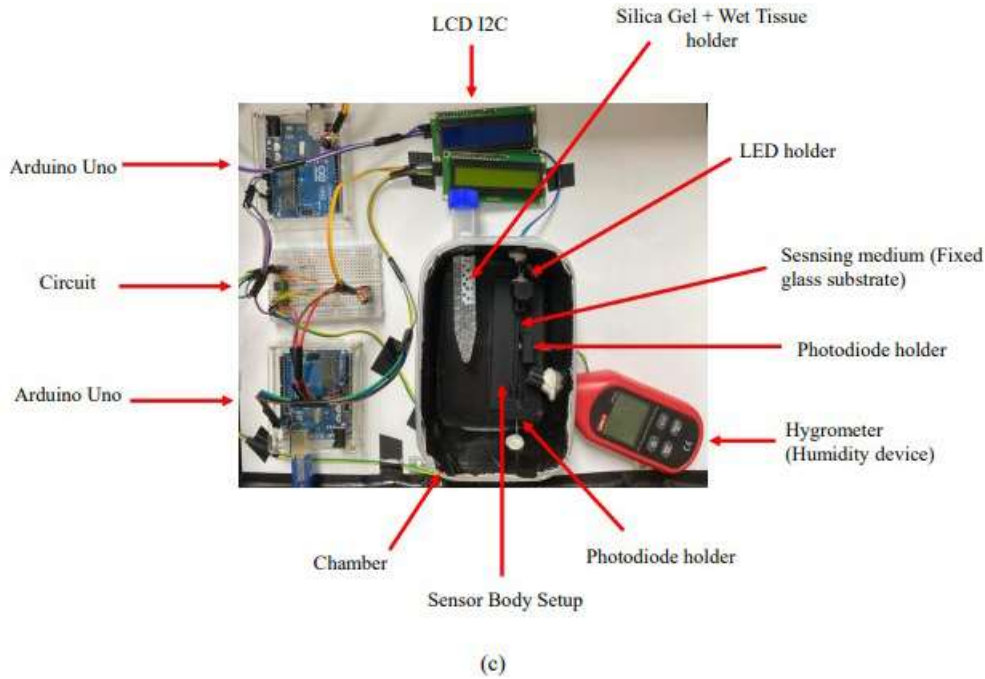 LCD I2C
Silica Gel + Wet Tissue
holder
Arduino Uno
LED holder
Sesnsing medium (Fixed
glass substrate)
Circuit
Photodiode holder
Arduino Uno
Hygrometer
(Humidity device)
Chamber
Photodiode holder
Sensor Body Setup
(c)